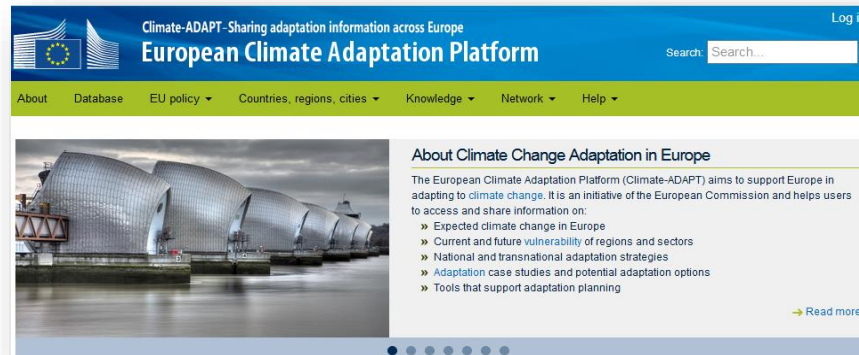 Climate-ADAPT-Sharing adaptation information across Europe
European Climate Adaptation Platform
Search: Search...
About Database EU policy Countries, regions, cities Knowledge Network Help
About Climate Change Adaptation in Europe
The European Climate Adaptation Platform (Climate-ADAPT) aims to support Europe in
adapting to climate change. It is an initiative of the European Commission and helps users
to access and share information on:
» Expected climate change in Europe
» Current and future vulnerability of regions and sectors
» National and transnational adaptation strategies
» Adaptation case studies and potential adaptation options
» Tools that support adaptation planning
→ Read more